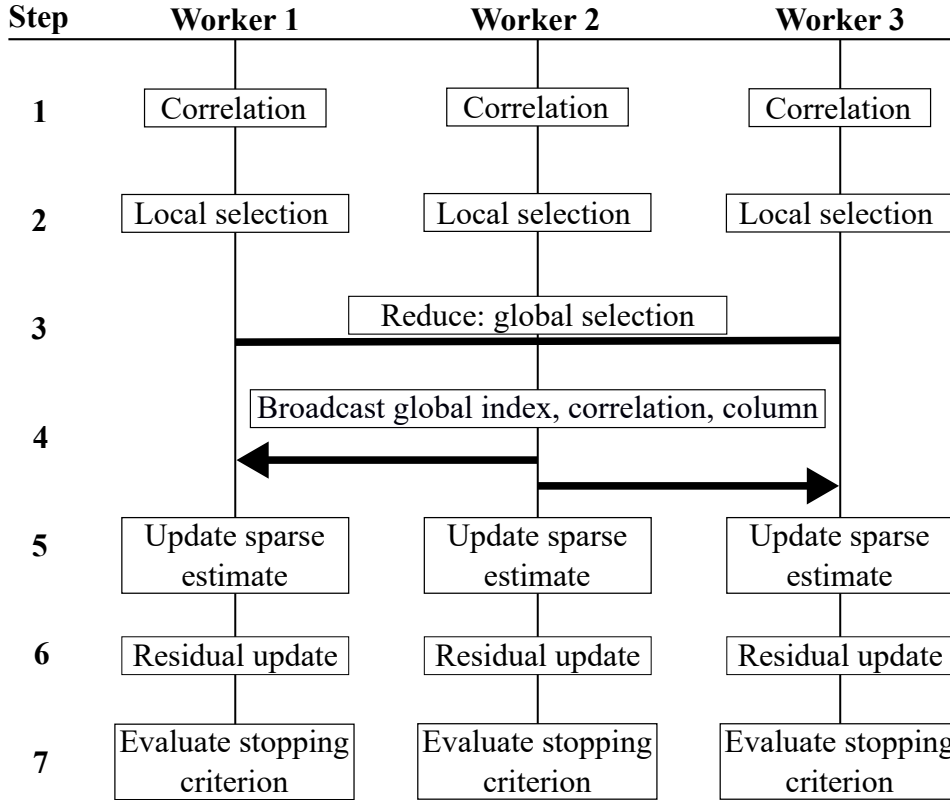 Step Worker 1 Worker 2 Worker 3
1 Correlation Correlation Correlation
2 Local selection Local selection Local selection
3 Reduce: global selection
Broadcast global index, correlation, column
4
5 Update sparse Update sparse Update sparse
estimate estimate estimate
6 Residual update Residual update Residual update
Evaluate stopping Evaluate stopping Evaluate stopping
7 criterion criterion criterion